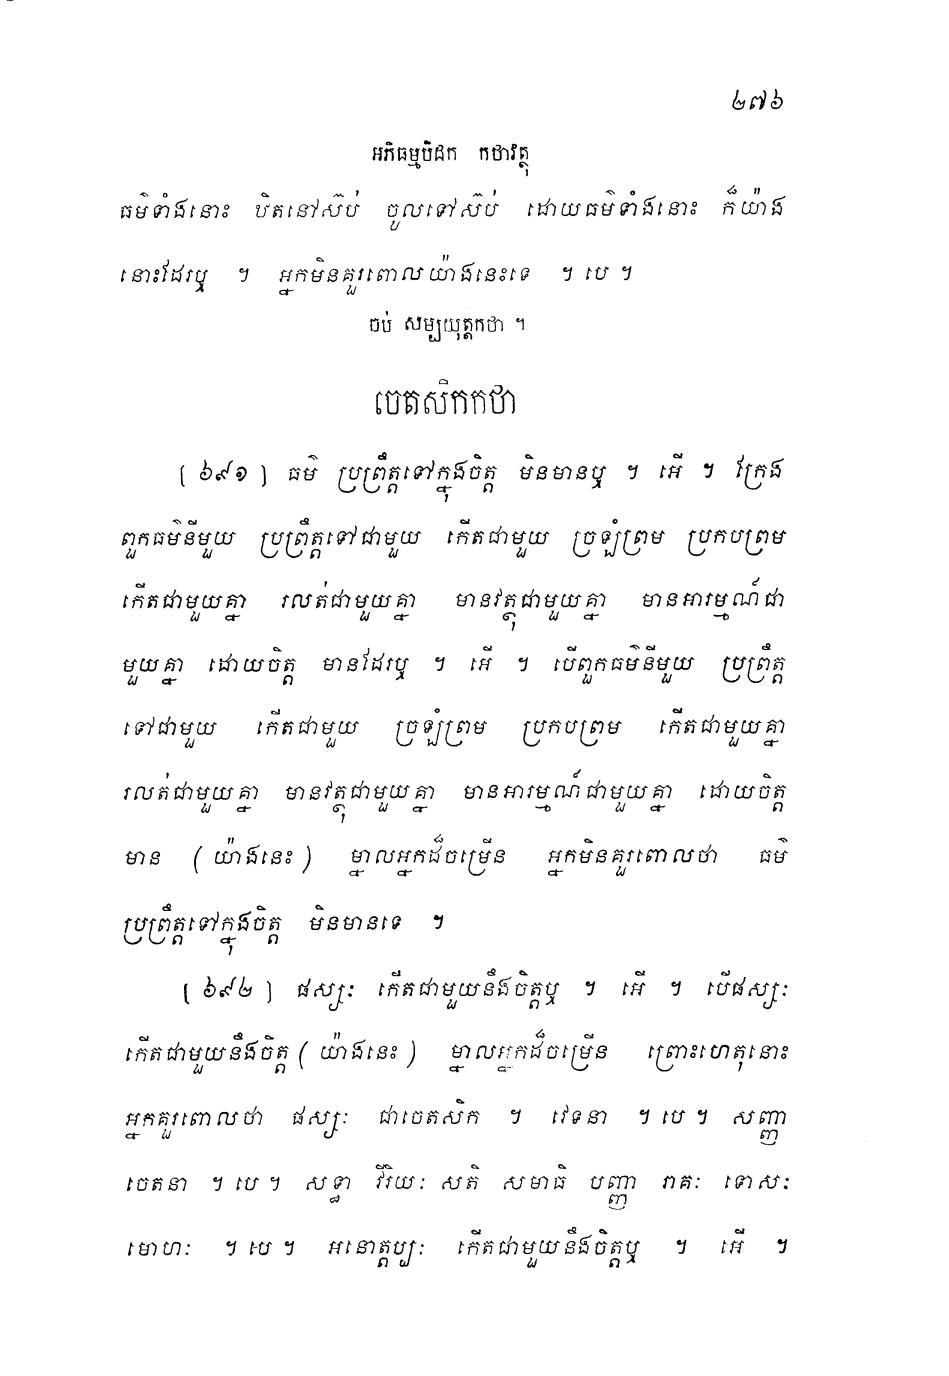 ២៧៦
អភិធម្មបិដក កថាវត្ថុ
ធម៌ទាំងនោះ ឋិតនៅស៊ប់ ចូលទៅស៊ប់ ដោយធម៌ទាំងនោះ ក៏យ៉ាង
នោះដែរឬ ។ អ្នកមិនគួរពោលយ៉ាងនេះទេ ។ បេ ។
ចប់ សម្បយុត្តកថា ។
ចេតសិកកថា
[ ៦៩១ ] ធម៌ ប្រព្រឹត្តទៅក្នុងចិត្ត មិនមានឬ ។ អើ ។ ក្រែង
ពួកធម៌នីមួយ ប្រព្រឹត្តទៅជាមួយ កើតជាមួយ ច្រឡំព្រម ប្រកបព្រម
កើតជាមួយគ្នា រលត់ជាមួយគ្នា មានវត្ថុជាមួយគ្នា មានអារម្មណ៍ជា
មួយគ្នា ដោយចិត្ត មានដែរឬ ។ អើ ។ បើពួកធម៌នីមួយ ប្រព្រឹត្ត
ទៅជាមួយ កើតជាមួយ ច្រឡំព្រម ប្រកបព្រម កើតជាមួយគ្នា
រលត់ជាមួយគ្នា មានវត្ថុជាមួយគ្នា មានអារម្មណ៍ជាមួយគ្នា ដោយចិត្ត
មាន ( យ៉ាងនេះ ) ម្នាលអ្នកដ៏ចម្រើន អ្នកមិនគួរពោលថា ធម៌
ប្រព្រឹត្តទៅក្នុងចិត្ត មិនមានទេ ។
[ ៦៩២ ] ផស្សៈ កើតជាមួយនឹងចិត្តឬ ។ អើ ។ បើផស្សៈ
កើតជាមួយនឹងចិត្ត ( យ៉ាងនេះ ) ម្នាលអ្នកដ៏ចម្រើន ព្រោះហេតុនោះ
អ្នកគួរពោលថា ផស្សៈ ជាចេតសិក ។ វេទនា ។ បេ ។ សញ្ញា
ចេតនា ។ បេ ។ សទ្ធា វីរិយៈ សតិ សមាធិ បញ្ញា រាគៈ ទោសៈ
មោហៈ ។ បេ ។ អនោត្តប្បៈ កើតជាមួយនឹងចិត្តឬ ។ អើ ។